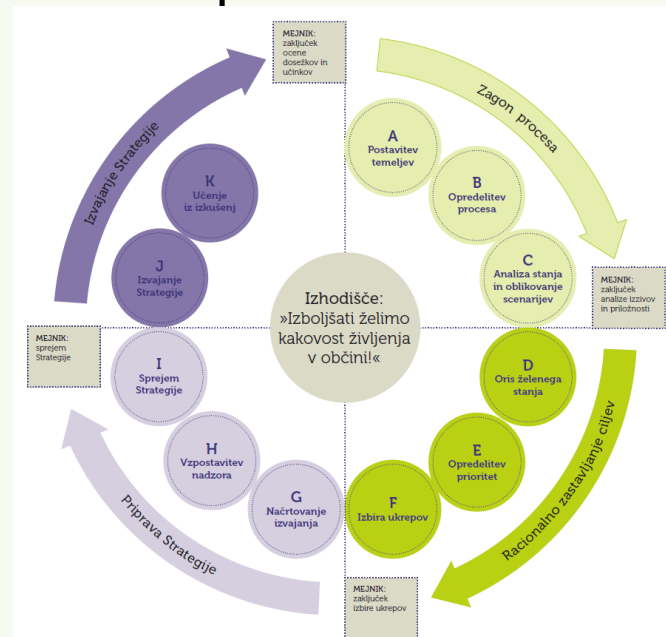 MEJNIK:
zaključek
ocene
dosežkov in
učinkov
Zagon procesa
A
Postavitev
temeljev
B
Opredelitev
procesa
C
Analiza stanja
in oblikovanje
scenarijev
MEJNIK:
zaključek
analize izzivov
in priložnosti
Racionalno zastavljanje ciljev
D
Oris želenega
stanja
E
Opredelitev
prioritet
F
Izbira ukrepov
MEJNIK:
zaključek
izbire ukrepov
Priprava Strategije
G
Načrtovanje
izvajanja
H
Vzpostavitev
nadzora
I
Sprejem
Strategije
MEJNIK:
sprejem
Strategije
Izvajanje Strategije
J
Izvajanje
Strategije
K
Učenje
iz izkušenj
Izhodišče:
»Izboljšati želimo
kakovost življenja
v občini!«